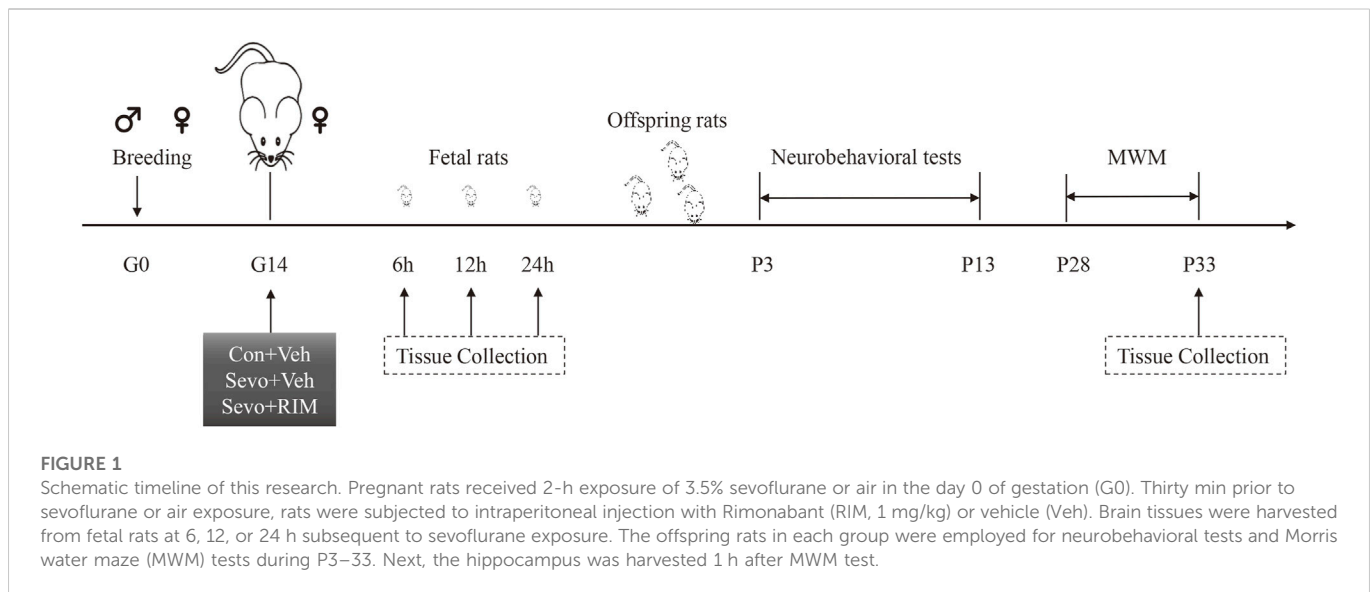 Offspring rats
♂ ♀ ♀
Breeding
Fetal rats
Neurobehavioral tests
MWM
G0
G14
6h
12h
24h
P3
P13
P28
P33
Con+Veh
Sevo+Veh
Sevo+RIM
Tissue Collection
Tissue Collection
FIGURE 1
Schematic timeline of this research. Pregnant rats received 2-h exposure of 3.5% sevoflurane or air in the day 0 of gestation (G0). Thirty min prior to
sevoflurane or air exposure, rats were subjected to intraperitoneal injection with Rimonabant (RIM, 1 mg/kg) or vehicle (Veh). Brain tissues were harvested
from fetal rats at 6, 12, or 24 h subsequent to sevoflurane exposure. The offspring rats in each group were employed for neurobehavioral tests and Morris
water maze (MWM) tests during P3–33. Next, the hippocampus was harvested 1 h after MWM test.